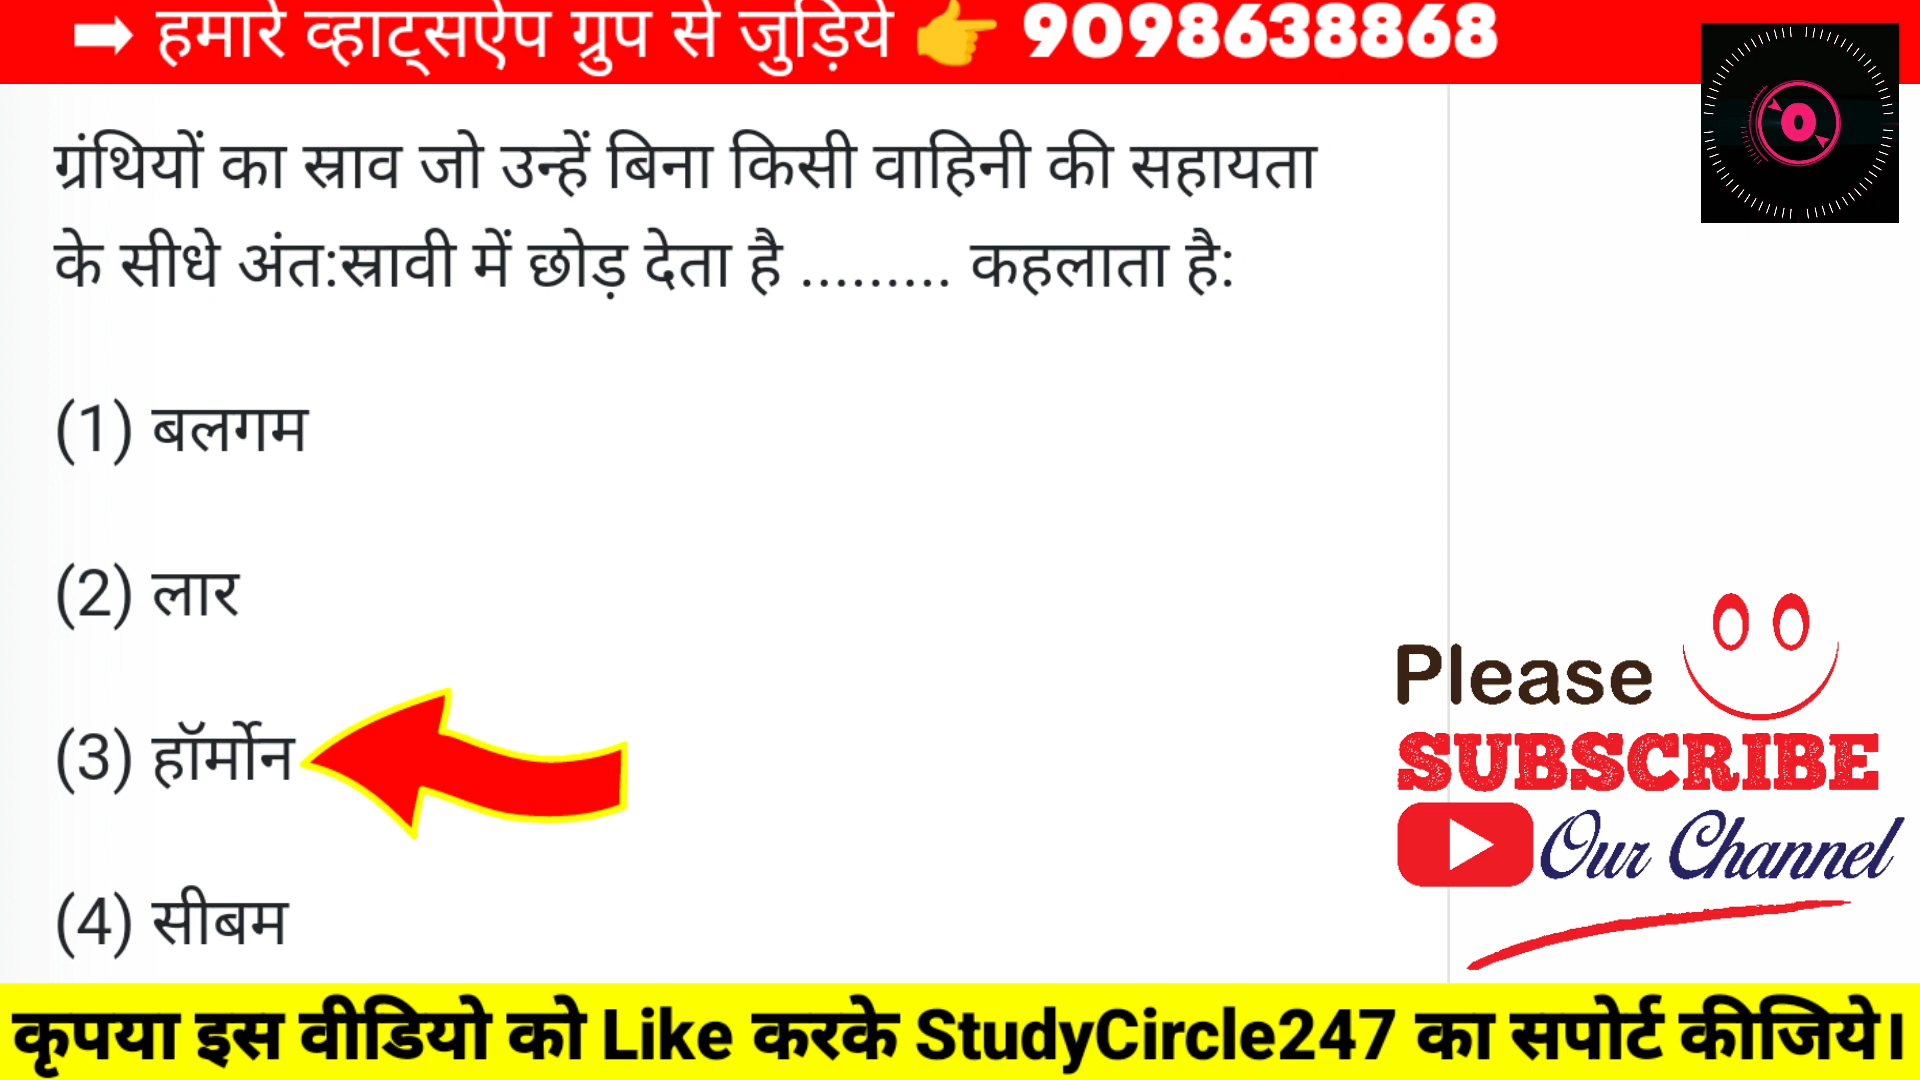 ➡ हमारे व्हाट्सऐप ग्रुप से जुड़िये 👉 9098638868
0
ग्रंथियों का स्राव जो उन्हें बिना किसी वाहिनी की सहायता
के सीधे अंत:स्रावी में छोड़ देता है ......... कहलाता है:
(1) बलगम
(2) लार
(3) हॉर्मोन
(4) सीबम
Please
SUBSCRIBE
Our Channel
कृपया इस वीडियो को Like करके StudyCircle247 का सपोर्ट कीजिये।